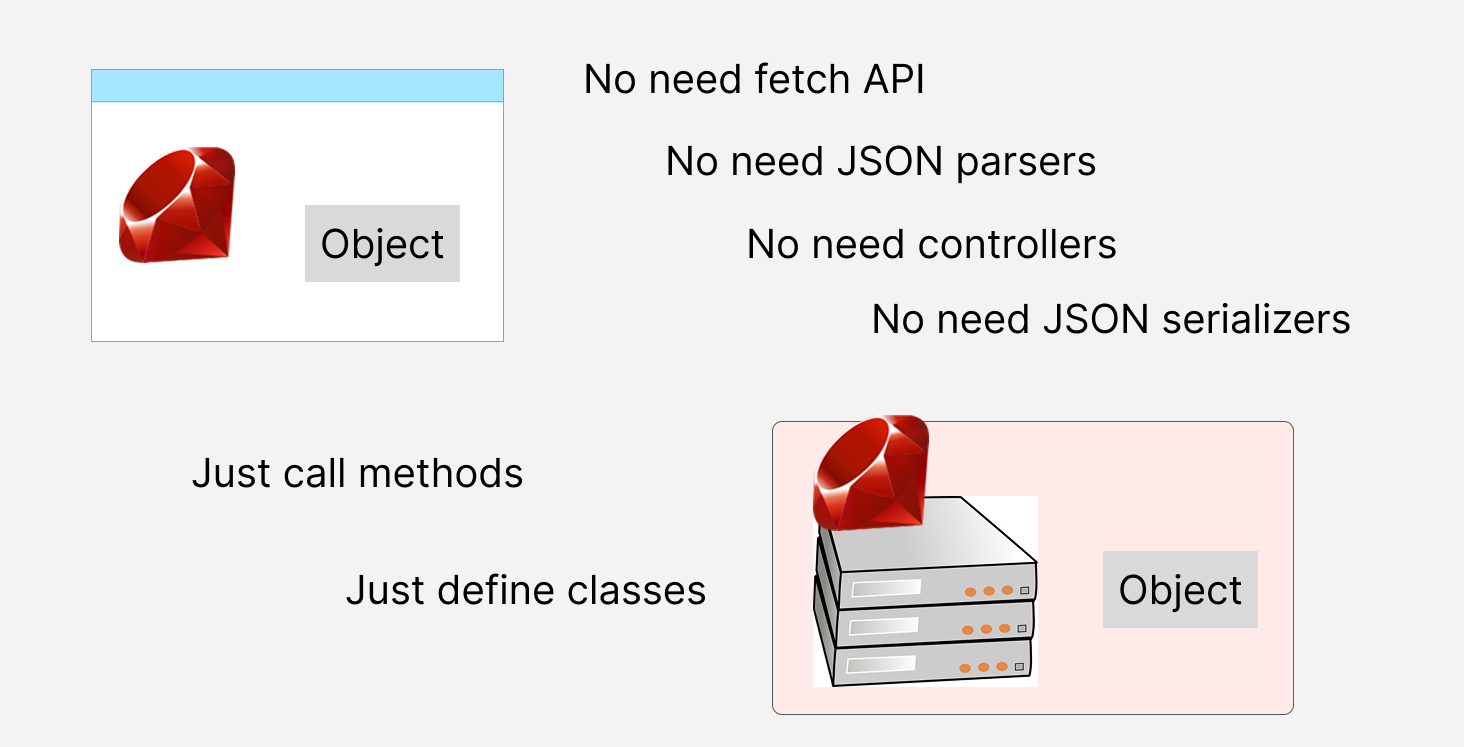 No need fetch API
No need JSON parsers
Object
No need controllers
No need JSON serializers
Just call methods
Just define classes
Object